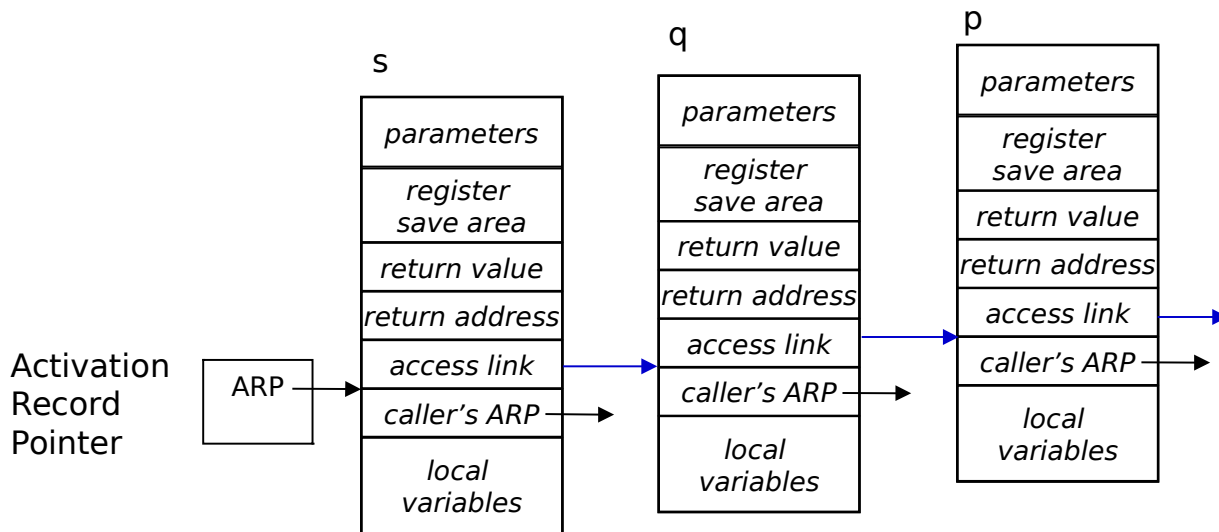 s
parameters
register
save area
return value
return address
access link
caller's ARP
local
variables
q
parameters
register
save area
return value
return address
access link
caller's ARP
local
variables
p
parameters
register
save area
return value
return address
access link
caller's ARP
local
variables
Activation
Record
Pointer
ARP